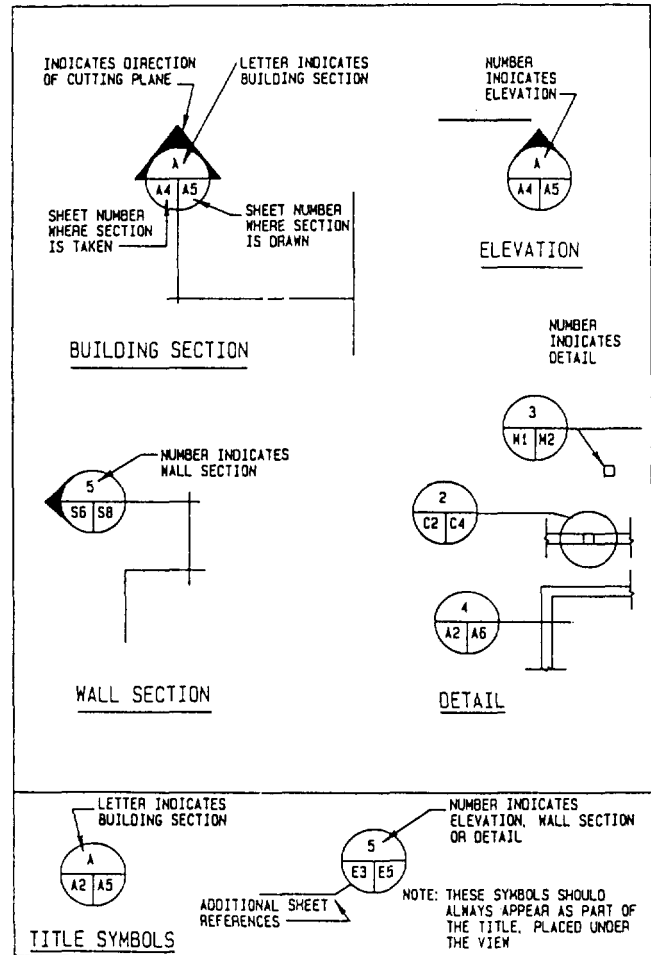 INDICATES DIRECTION
OF CUTTING PLANE
LETTER INDICATES
BUILDING SECTION
A
A4 A5
SHEET NUMBER
WHERE SECTION
IS TAKEN
SHEET NUMBER
WHERE SECTION
IS DRAWN
BUILDING SECTION
NUMBER
INDICATES
ELEVATION
A
A4 A5
ELEVATION
NUMBER INDICATES
WALL SECTION
5
S6 S8
WALL SECTION
NUMBER
INDICATES
DETAIL
3
M1 M2
2
C2 C4
4
A2 A6
DETAIL
LETTER INDICATES
BUILDING SECTION
A
A2 A5
TITLE SYMBOLS
NUMBER INDICATES
ELEVATION, WALL SECTION
OR DETAIL
5
E3 E5
ADDITIONAL SHEET
REFERENCES
NOTE: THESE SYMBOLS SHOULD
ALWAYS APPEAR AS PART OF
THE TITLE, PLACED UNDER
THE VIEW